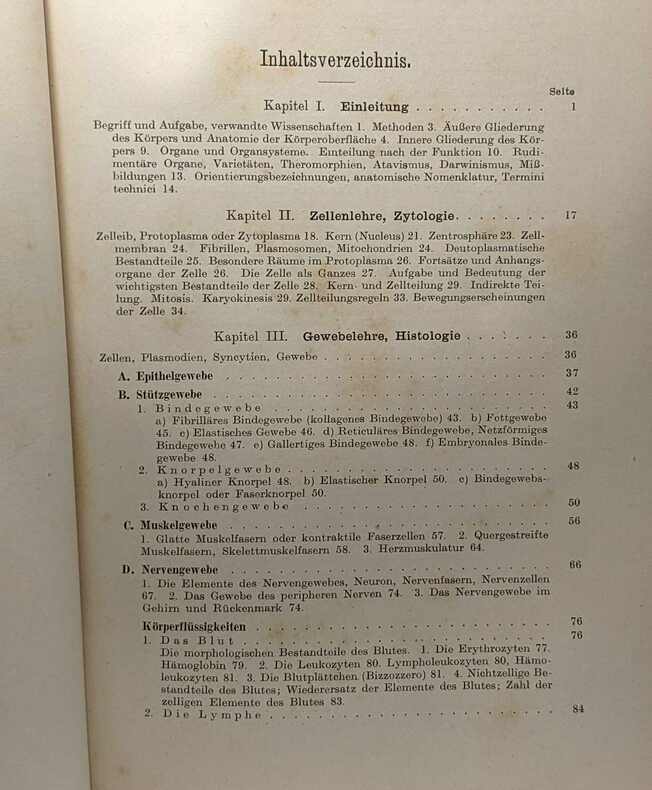 Inhaltsverzeichnis.
Seite
Kapitel I. Einleitung . . . . . . . . . . . 1
Begriff und Aufgabe, verwandte Wissenschaften 1. Methoden 3. Äußere Gliederung
des Körpers und Anatomie der Körperoberfläche 4. Innere Gliederung des Kör-
pers 9. Organe und Organsysteme. Einteilung nach der Funktion 10. Rudi-
mentäre Organe, Varietäten, Theromorphien, Atavismus, Darwinismus, Miß-
bildungen 13. Orientierungsbezeichnungen, anatomische Nomenklatur, Termini
technici 14.
Kapitel II. Zellenlehre, Zytologie. . . . . . . . 17
Zelleib, Protoplasma oder Zytoplasma 18. Kern (Nucleus) 21. Zentrosphäre 23. Zell-
membran 24. Fibrillen, Plasmosomen, Mitochondrien 24. Deutoplasmatische
Bestandteile 25. Besondere Räume im Protoplasma 26. Fortsätze und Anhangs-
organe der Zelle 26. Die Zelle als Ganzes 27. Aufgabe und Bedeutung der
wichtigsten Bestandteile der Zelle 28. Kern- und Zellteilung 29. Indirekte Tei-
lung. Mitosis. Karyokinesis 29. Zellteilungsregeln 33. Bewegungserscheinungen
der Zelle 34.
Kapitel III. Gewebelehre, Histologie . . . . . . . 36
Zellen, Plasmodien, Syncytien, Gewebe . . . . . . . . . . . . . . . . . 36
A. Epithelgewebe . . . . . . . . . . . . . . . . . . . . . . . . 37
B. Stützgewebe . . . . . . . . . . . . . . . . . . . . . . . . 42
1. Bindegewebe . . . . . . . . . . . . . . . . . . . . . . 43
a) Fibrilläres Bindegewebe (kollagenes Bindegewebe) 43. b) Fettgewebe
45. c) Elastisches Gewebe 46. d) Reticuläres Bindegewebe, Netzförmiges
Bindegewebe 47. e) Gallertiges Bindegewebe 48. f) Embryonales Binde-
gewebe 48.
2. Knorpelgewebe . . . . . . . . . . . . . . . . . . . . 48
a) Hyaliner Knorpel 48. b) Elastischer Knorpel 50. c) Bindegewebs-
knorpel oder Faserknorpel 50.
3. Knochengewebe . . . . . . . . . . . . . . . . . . . . 50
C. Muskelgewebe . . . . . . . . . . . . . . . . . . . . . . . . 56
1. Glatte Muskelfasern oder kontraktile Faserzellen 57. 2. Quergestreifte
Muskelfasern, Skelettmuskelfasern 58. 3. Herzmuskulatur 64.
D. Nervengewebe . . . . . . . . . . . . . . . . . . . . . . . . 66
1. Die Elemente des Nervengewebes, Neuron, Nervenfasern, Nervenzellen
67. 2. Das Gewebe des peripheren Nerven 74. 3. Das Nervengewebe im
Gehirn und Rückenmark 74.
Körperflüssigkeiten . . . . . . . . . . . . . . . . . . . . . . 76
1. Das Blut . . . . . . . . . . . . . . . . . . . . . . . 76
Die morphologischen Bestandteile des Blutes. 1. Die Erythrozyten 77.
Hämoglobin 79. 2. Die Leukozyten 80. Lympholeukozyten 80, Hämo-
leukozyten 81. 3. Die Blutplättchen (Bizzozzero) 81. 4. Nichtzellige Be-
standteile des Blutes; Wiederersatz der Elemente des Blutes; Zahl der
zelligen Elemente des Blutes 83.
2. Die Lymphe . . . . . . . . . . . . . . . . . . . . . . 84